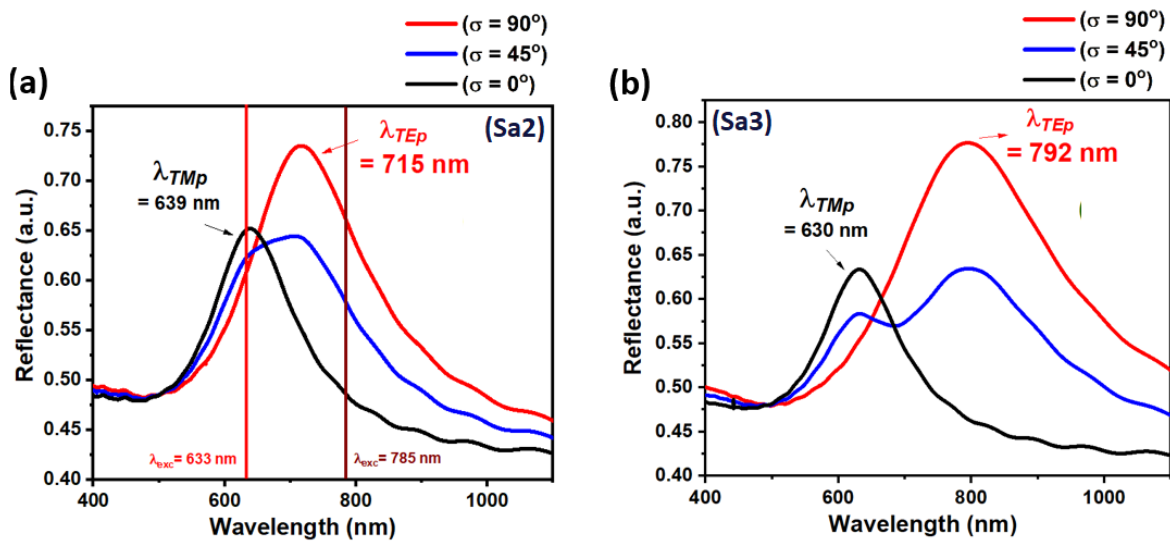 (a)
(σ = 90°)
(σ = 45°)
(σ = 0°)
(Sa2)
λTEp
= 715 nm
λTMp
= 639 nm
λexc= 633 nm
λexc= 785 nm
0.75
0.70
0.65
0.60
0.55
0.50
0.45
0.40
Reflectance (a.u.)
400 600 800 1000
Wavelength (nm)
(b)
(σ = 90°)
(σ = 45°)
(σ = 0°)
(Sa3)
λTEp
= 792 nm
λTMp
= 630 nm
0.80
0.75
0.70
0.65
0.60
0.55
0.50
0.45
0.40
Reflectance (a.u.)
400 600 800 1000
Wavelength (nm)